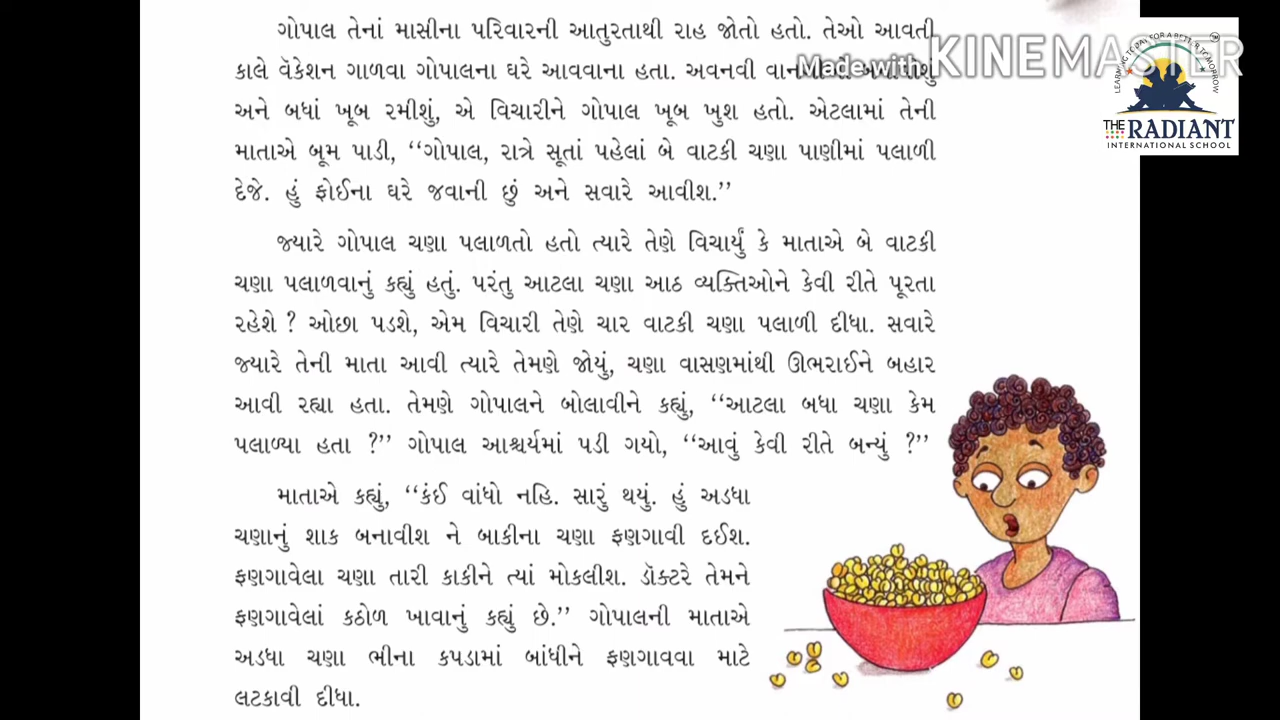 ગોપાલ તેનાં માસીના પરિવારની આતુરતાથી રાહ જોતો હતો. તેઓ આવતી
કાલે વૅકેશન ગાળવા ગોપાલના ઘરે આવવાના હતા. અવનવી
અને બધાં ખૂબ રમીશું, એ વિચારીને ગોપાલ ખૂબ ખુશ હતો. એટલામાં તેની
માતાએ બૂમ પાડી, ‘‘ગોપાલ, રાત્રે સૂતાં પહેલાં બે વાટકી ચણા પાણીમાં પલાળી
દેજે. હું ફોઈના ઘરે જવાની છું અને સવારે આવીશ.’’
જ્યારે ગોપાલ ચણા પલાળતો હતો ત્યારે તેણે વિચાર્યું કે માતાએ બે વાટકી
ચણા પલાળવાનું કહ્યું હતું. પરંતુ આટલા ચણા આઠ વ્યક્તિઓને કેવી રીતે પૂરતા
રહેશે ? ઓછા પડશે, એમ વિચારી તેણે ચાર વાટકી ચણા પલાળી દીધા. સવારે
જ્યારે તેની માતા આવી ત્યારે તેમણે જોયું, ચણા વાસણમાંથી ઊભરાઈને બહાર
આવી રહ્યા હતા. તેમણે ગોપાલને બોલાવીને કહ્યું, ‘‘આટલા બધા ચણા કેમ
પલાળ્યા હતા ?’’ ગોપાલ આશ્ચર્યમાં પડી ગયો, ‘‘આવું કેવી રીતે બન્યું ?’’
માતાએ કહ્યું, ‘‘કંઈ વાંધો નહિ. સારું થયું. હું અડધા
ચણાનું શાક બનાવીશ ને બાકીના ચણા ફણગાવી દઈશ.
ફણગાવેલા ચણા તારી કાકીને ત્યાં મોકલીશ. ડૉક્ટરે તેમને
ફણગાવેલાં કઠોળ ખાવાનું કહ્યું છે.’’ ગોપાલની માતાએ
અડધા ચણા ભીના કપડામાં બાંધીને ફણગાવવા માટે
લટકાવી દીધા.
Made with KINEMASTER
LEARNING TODAY FOR A BETTER TOMORROW
THE RADIANT
INTERNATIONAL SCHOOL